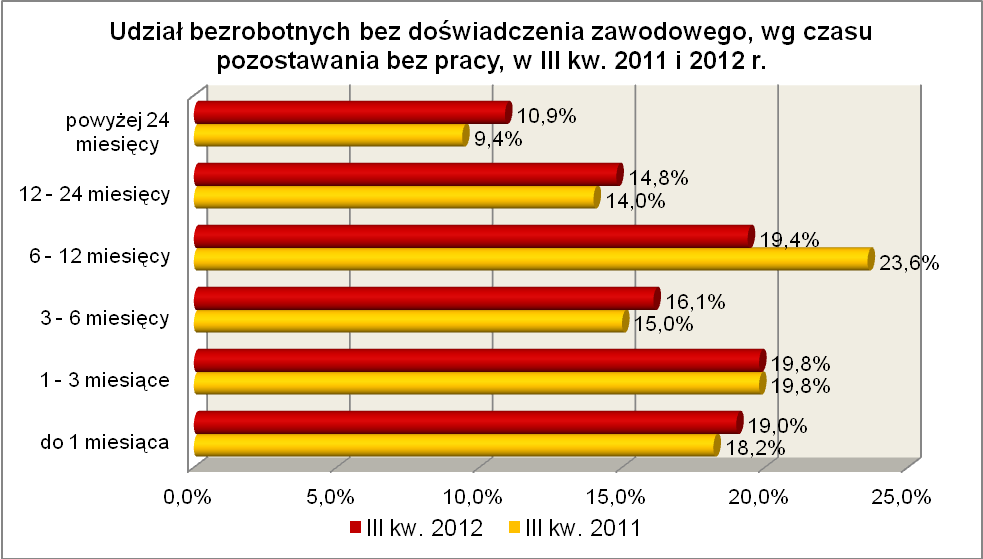 Udział bezrobotnych bez doświadczenia zawodowego, wg czasu
pozostawania bez pracy, w III kw. 2011 i 2012 r.
powyżej 24
miesięcy
10,9%
9,4%
12 - 24 miesięcy
14,8%
14,0%
6 - 12 miesięcy
19,4%
23,6%
3 - 6 miesięcy
16,1%
15,0%
1 - 3 miesiące
19,8%
19,8%
do 1 miesiąca
19,0%
18,2%
0,0% 5,0% 10,0% 15,0% 20,0% 25,0%
III kw. 2012 III kw. 2011